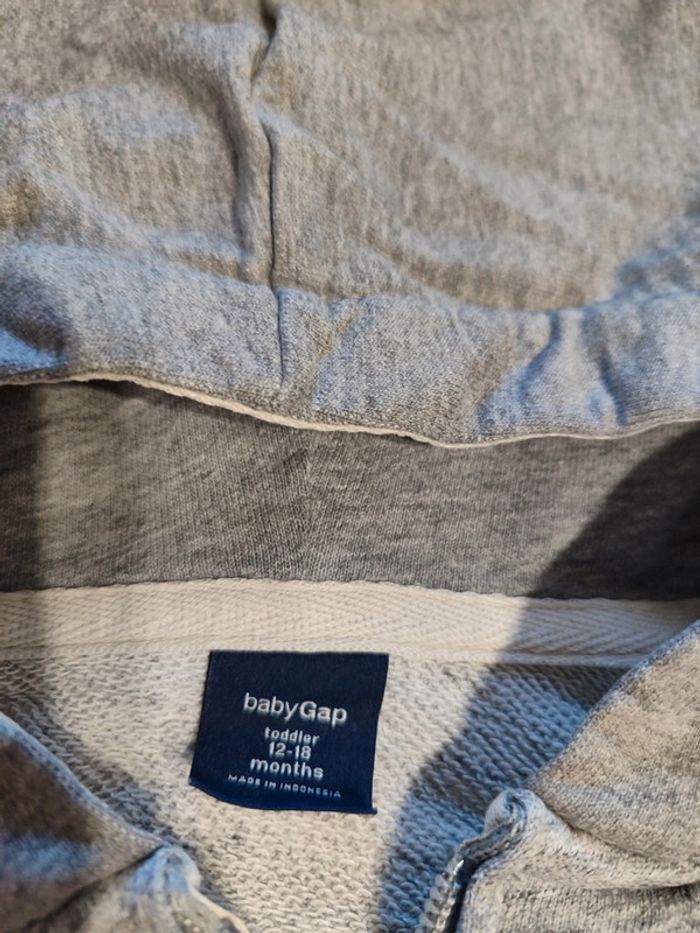 babyGap
toddler
12-18
months
MADE IN INDONESIA